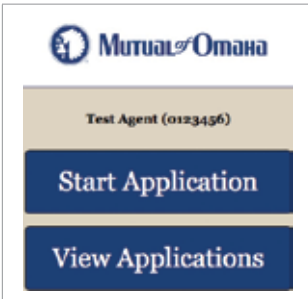 Mutual of Omaha
Test Agent (0123456)
Start Application
View Applications